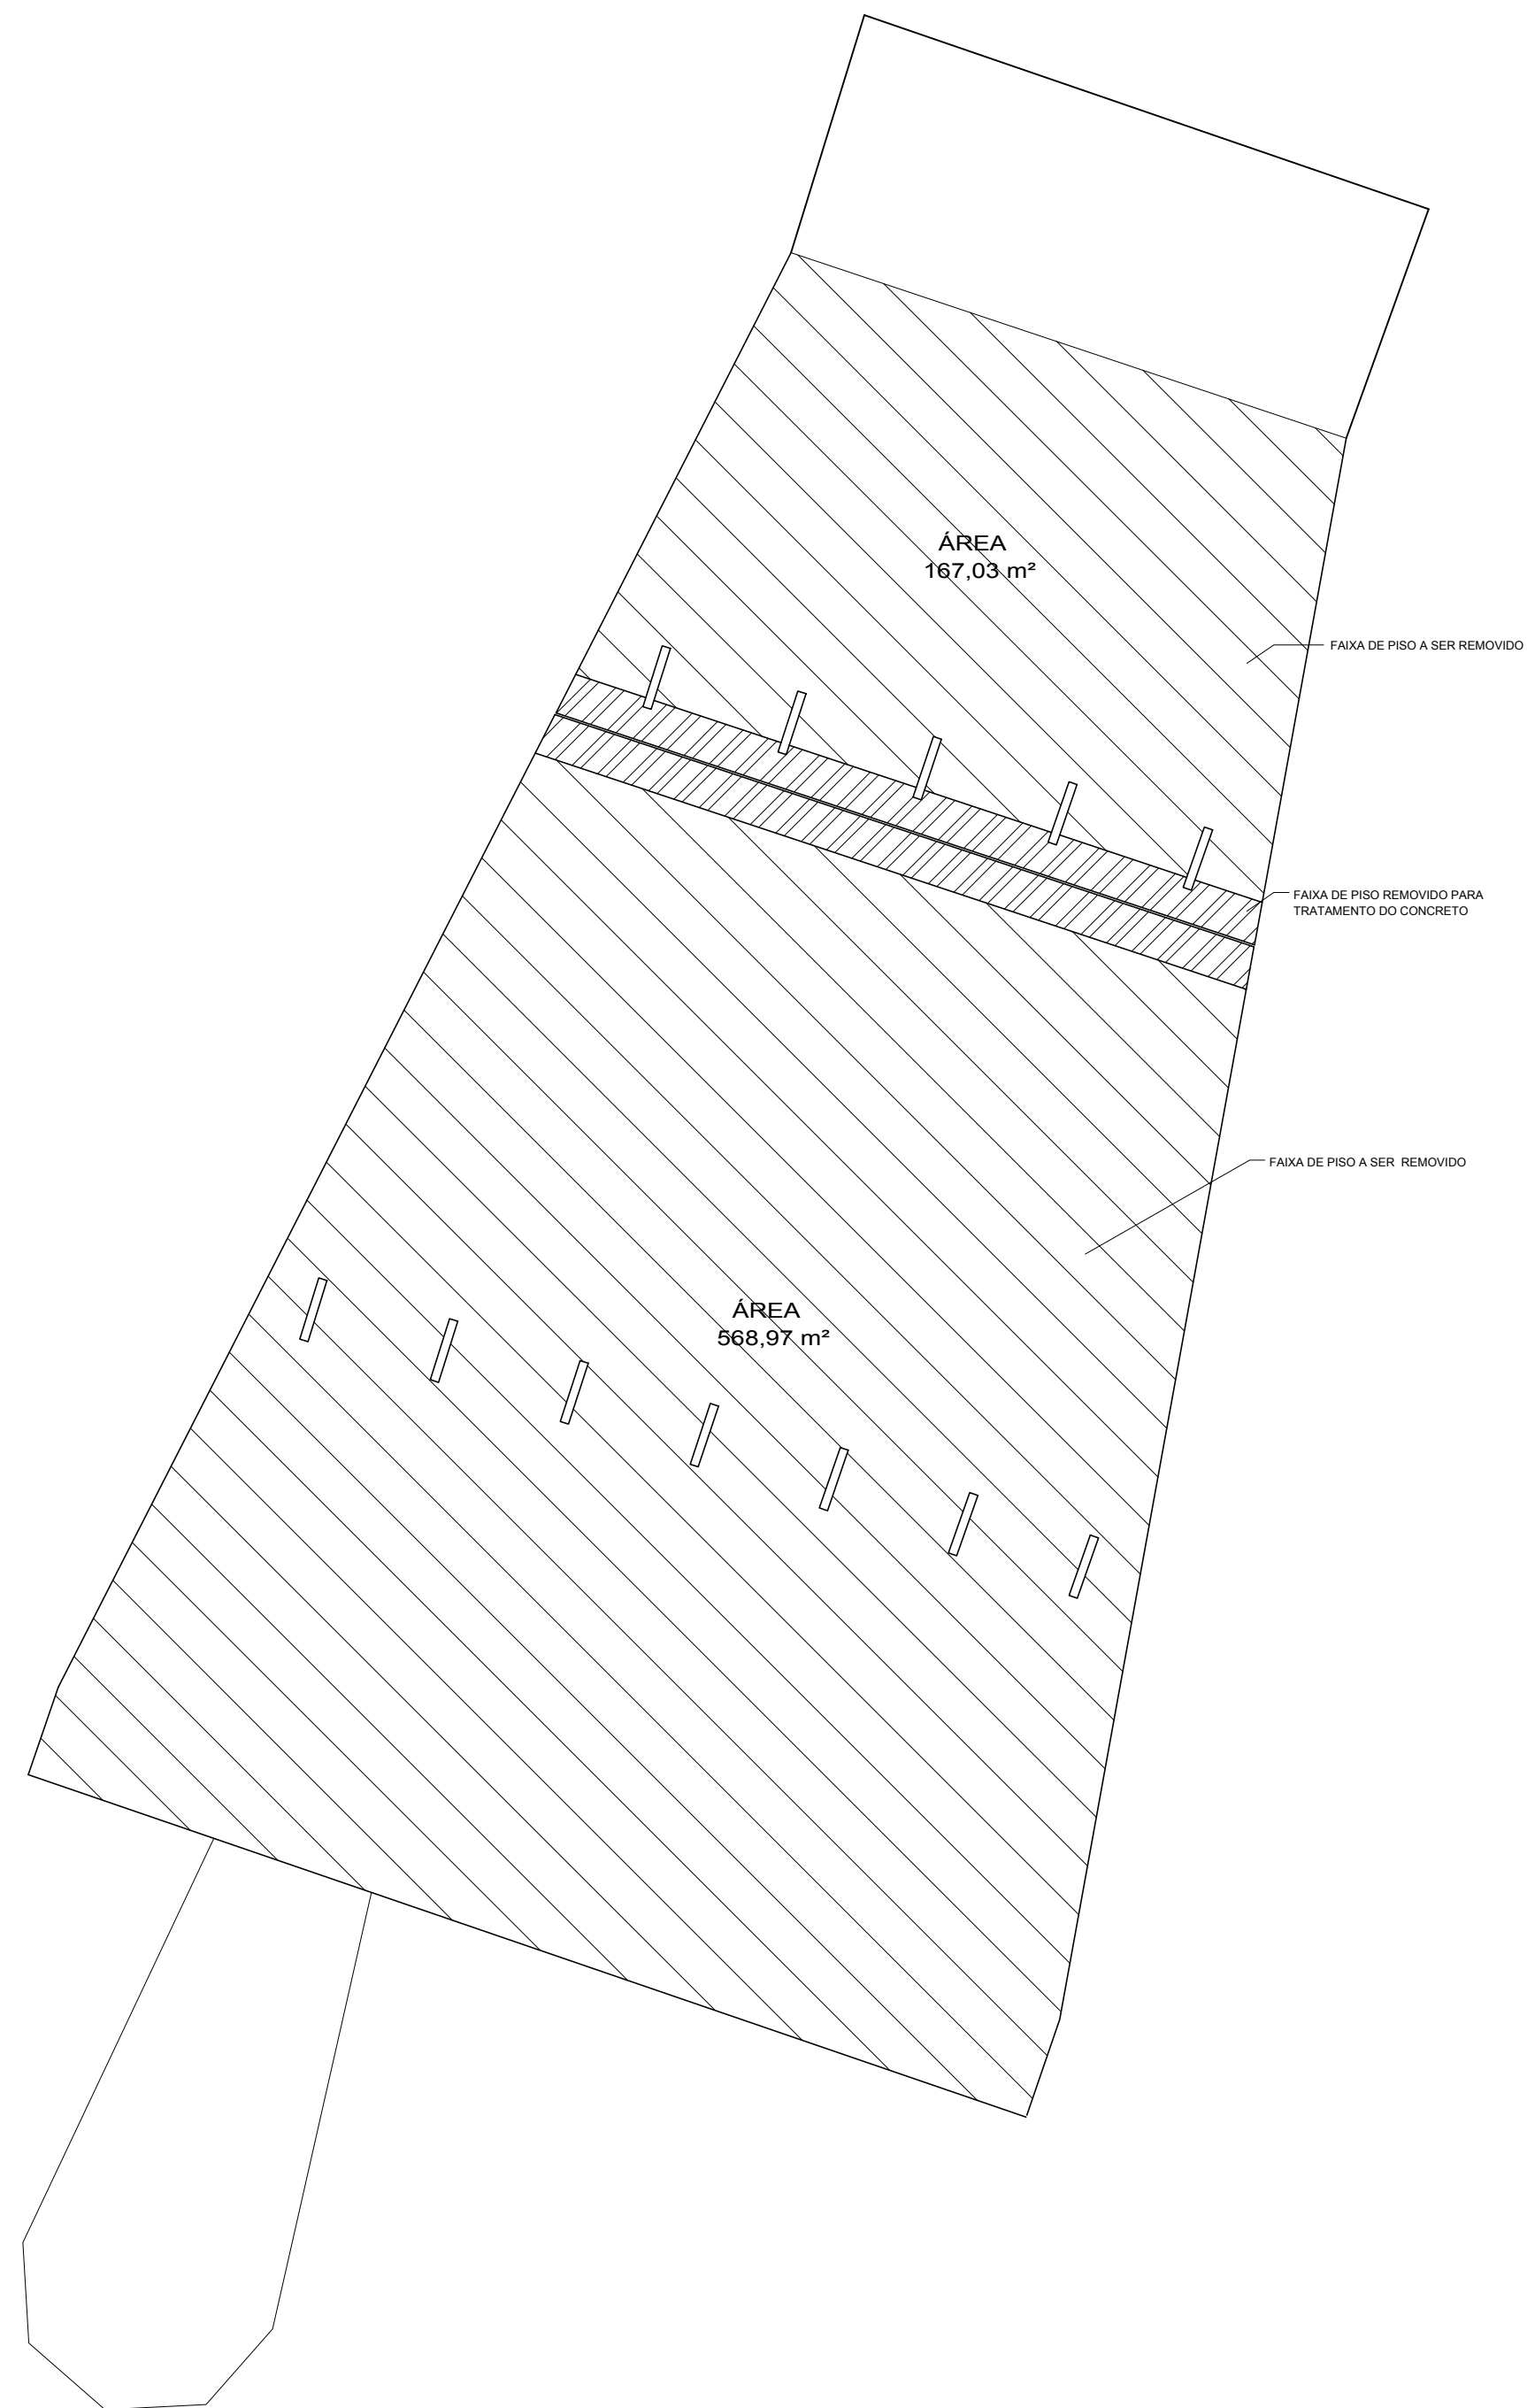 ÁREA
167,03 m²
FAIXA DE PISO A SER REMOVIDO
FAIXA DE PISO REMOVIDO PARA
TRATAMENTO DO CONCRETO
FAIXA DE PISO A SER  REMOVIDO
ÁREA
568,97 m²